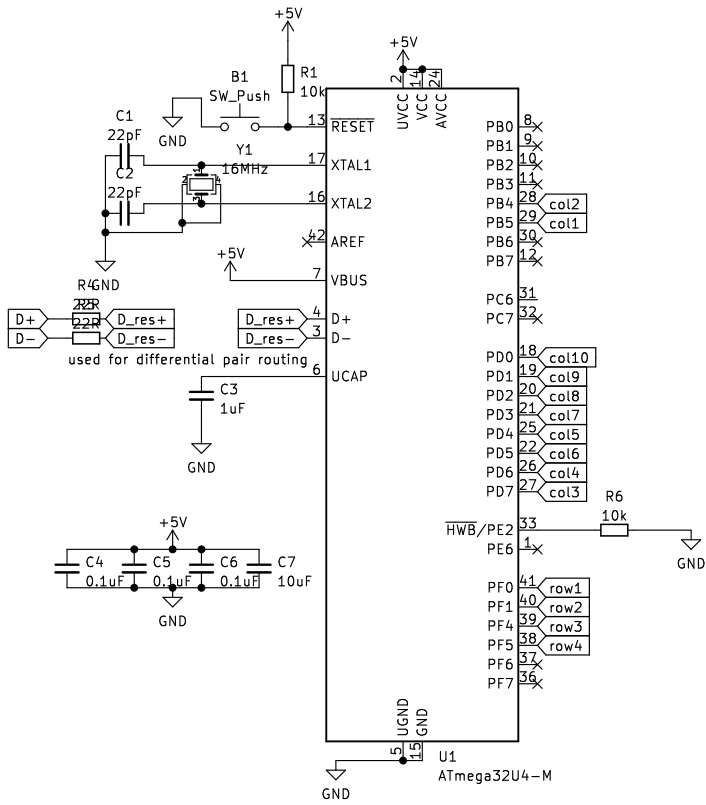 +5V
+5V
B1
SW_Push
R1
10k
2
14
24
UVCC
VCC
AVCC
C1
22pF
GND
13
RESET
8
PB0
Y1
16MHz
9
PB1
17
XTAL1
10
PB2
C2
22pF
1
2
4
3
11
PB3
16
XTAL2
28
PB4
col2
29
PB5
col1
42
AREF
30
PB6
+5V
12
PB7
GND
7
VBUS
R4
22R
R5
22R
31
PC6
D+
D_res+
D_res+
4
D+
32
PC7
D-
D_res-
D_res-
3
D-
used for differential pair routing
18
PD0
col10
6
UCAP
19
PD1
col9
C3
1uF
20
PD2
col8
21
PD3
col7
25
PD4
col5
22
PD5
col6
GND
26
PD6
col4
27
PD7
col3
R6
10k
+5V
33
HWB/PE2
1
PE6
GND
C4
0.1uF
C5
0.1uF
C6
0.1uF
C7
10uF
41
PF0
row1
40
PF1
row2
GND
39
PF4
row3
38
PF5
row4
37
PF6
36
PF7
UGND
GND
5
15
U1
ATmega32U4-M
GND